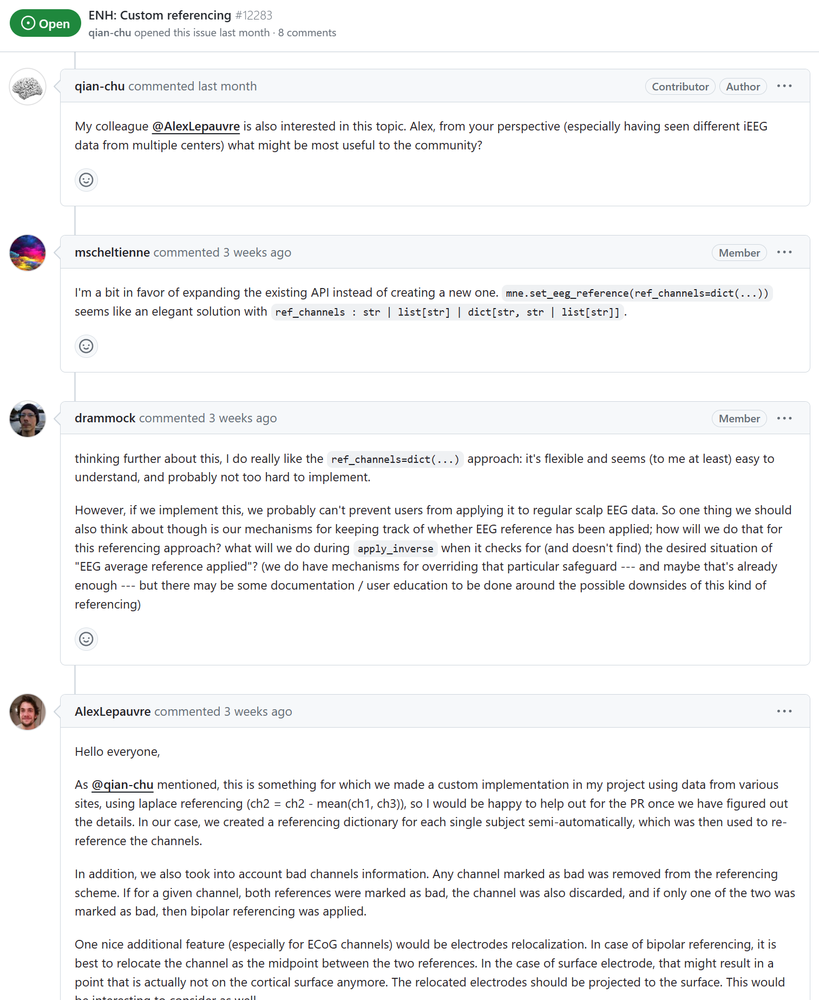 Open
ENH: Custom referencing #12283
qian-chu opened this issue last month · 8 comments
qian-chu commented last month
Contributor Author ···
My colleague @AlexLepauvre is also interested in this topic. Alex, from your perspective (especially having seen different iEEG
data from multiple centers) what might be most useful to the community?
mscheltienne commented 3 weeks ago
Member ···
I'm a bit in favor of expanding the existing API instead of creating a new one. mne.set_eeg_reference(ref_channels=dict(...))
seems like an elegant solution with ref_channels : str | list[str] | dict[str, str | list[str]] .
drammock commented 3 weeks ago
Member ···
thinking further about this, I do really like the ref_channels=dict(...) approach: it's flexible and seems (to me at least) easy to
understand, and probably not too hard to implement.
However, if we implement this, we probably can't prevent users from applying it to regular scalp EEG data. So one thing we should
also think about though is our mechanisms for keeping track of whether EEG reference has been applied; how will we do that for
this referencing approach? what will we do during apply_inverse when it checks for (and doesn't find) the desired situation of
"EEG average reference applied"? (we do have mechanisms for overriding that particular safeguard --- and maybe that's already
enough --- but there may be some documentation / user education to be done around the possible downsides of this kind of
referencing)
AlexLepauvre commented 3 weeks ago
···
Hello everyone,
As @qian-chu mentioned, this is something for which we made a custom implementation in my project using data from various
sites, using laplace referencing (ch2 = ch2 - mean(ch1, ch3)), so I would be happy to help out for the PR once we have figured out
the details. In our case, we created a referencing dictionary for each single subject semi-automatically, which was then used to re-
reference the channels.
In addition, we also took into account bad channels information. Any channel marked as bad was removed from the referencing
scheme. If for a given channel, both references were marked as bad, the channel was also discarded, and if only one of the two was
marked as bad, then bipolar referencing was applied.
One nice additional feature (especially for ECoG channels) would be electrodes relocalization. In case of bipolar referencing, it is
best to relocate the channel as the midpoint between the two references. In the case of surface electrode, that might result in a
point that is actually not on the cortical surface anymore. The relocated electrodes should be projected to the surface. This would
be interesting to consider as well